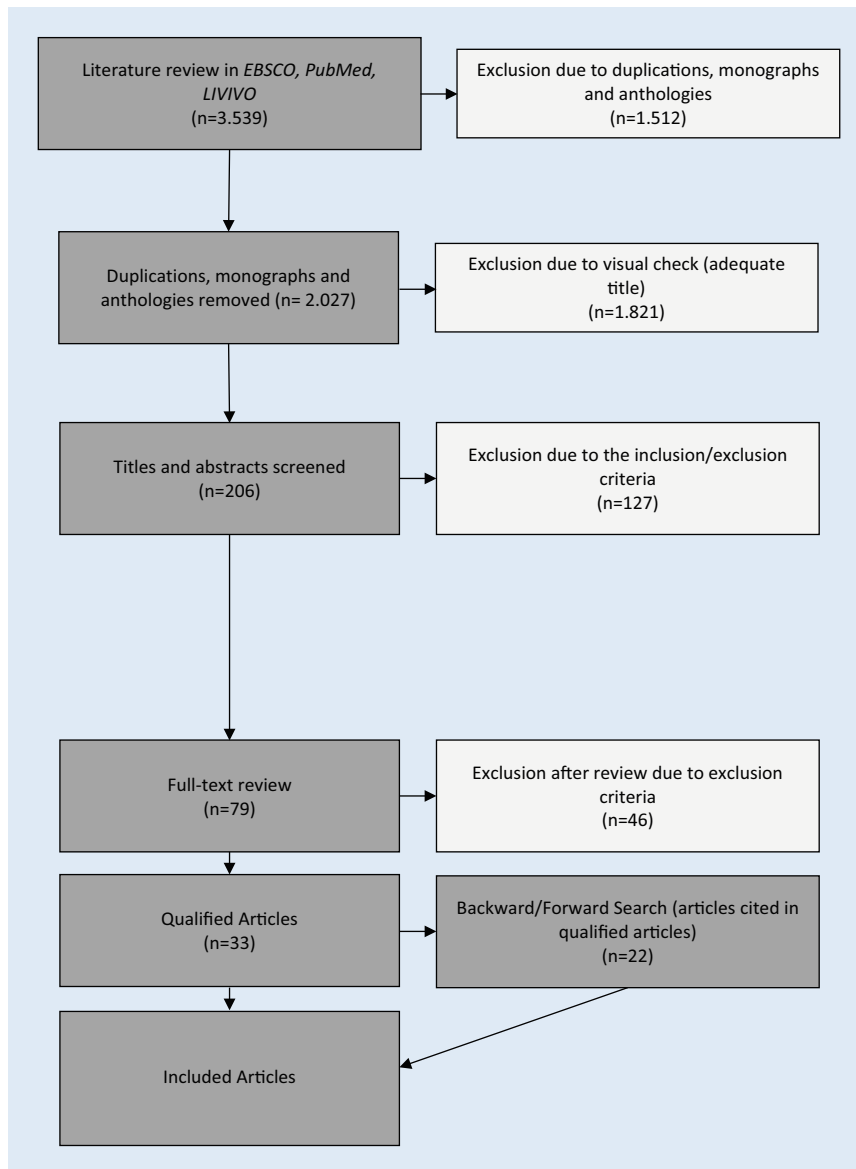 Literature review in EBSCO, PubMed,
LIVIVO
(n=3.539)
Exclusion due to duplications, monographs
and anthologies
(n=1.512)
Duplications, monographs and
anthologies removed (n= 2.027)
Exclusion due to visual check (adequate
title)
(n=1.821)
Titles and abstracts screened
(n=206)
Exclusion due to the inclusion/exclusion
criteria
(n=127)
Full-text review
(n=79)
Exclusion after review due to exclusion
criteria
(n=46)
Qualified Articles
(n=33)
Backward/Forward Search (articles cited in
qualified articles)
(n=22)
Included Articles